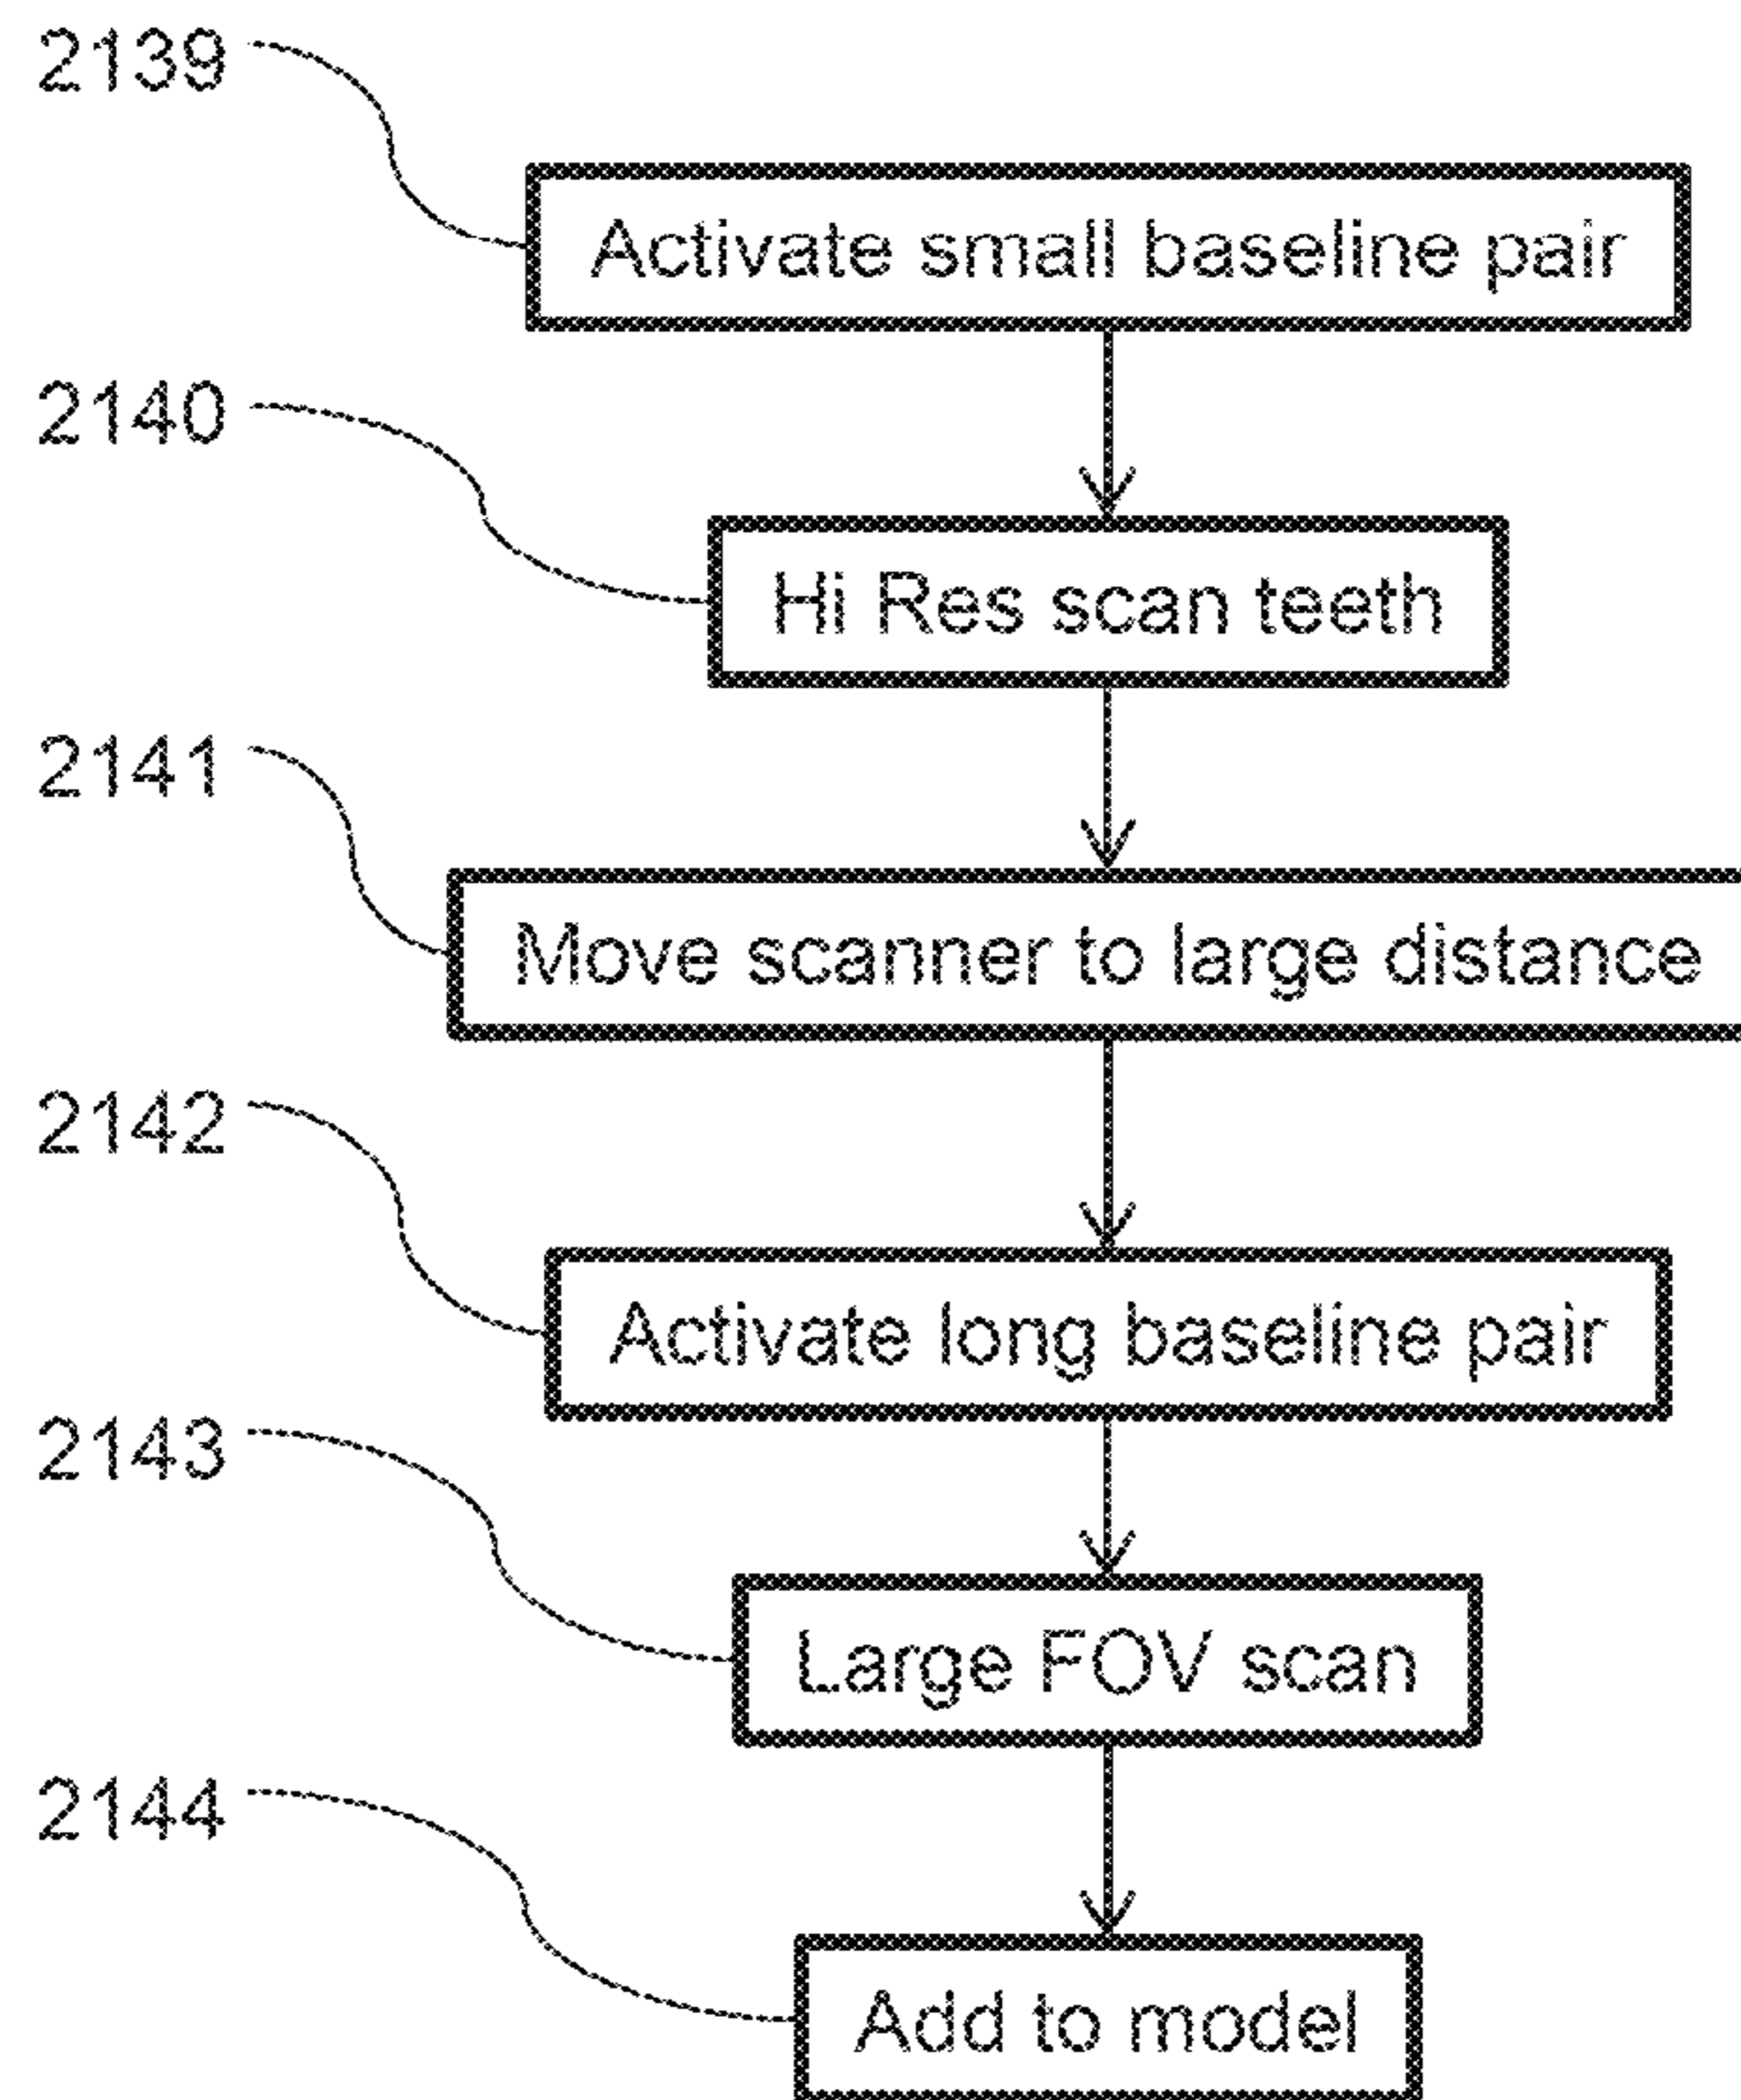 2139
Activate small baseline pair
2140
Hi Res scan teeth
2141
Move scanner to large distance
2142
Activate long baseline pair
2143
Large FOV scan
2144
Add to model